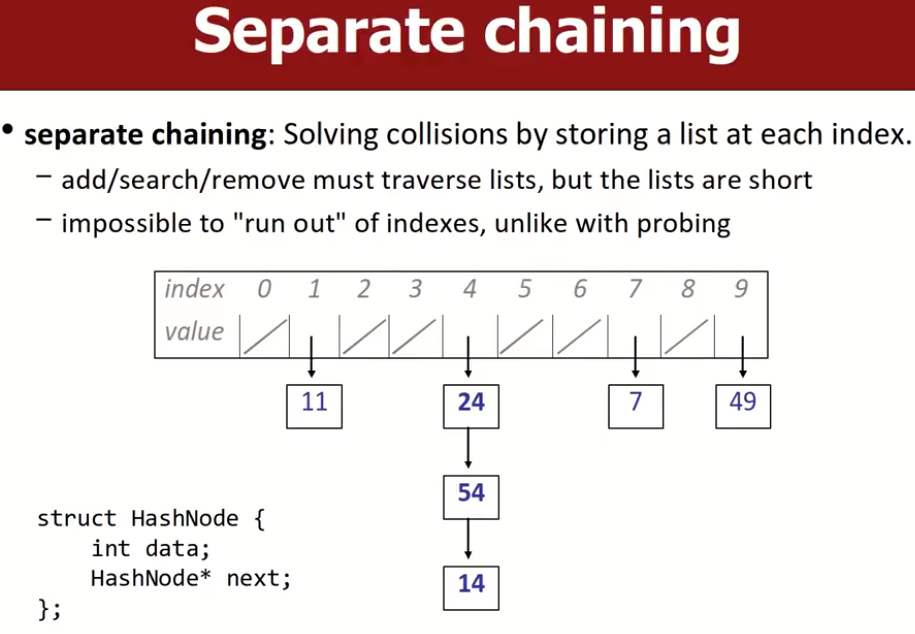 Separate chaining
• separate chaining: Solving collisions by storing a list at each index.
– add/search/remove must traverse lists, but the lists are short
– impossible to "run out" of indexes, unlike with probing
index 0 1 2 3 4 5 6 7 8 9
value
11 24 7 49
54
14
struct HashNode {
    int data;
    HashNode* next;
};